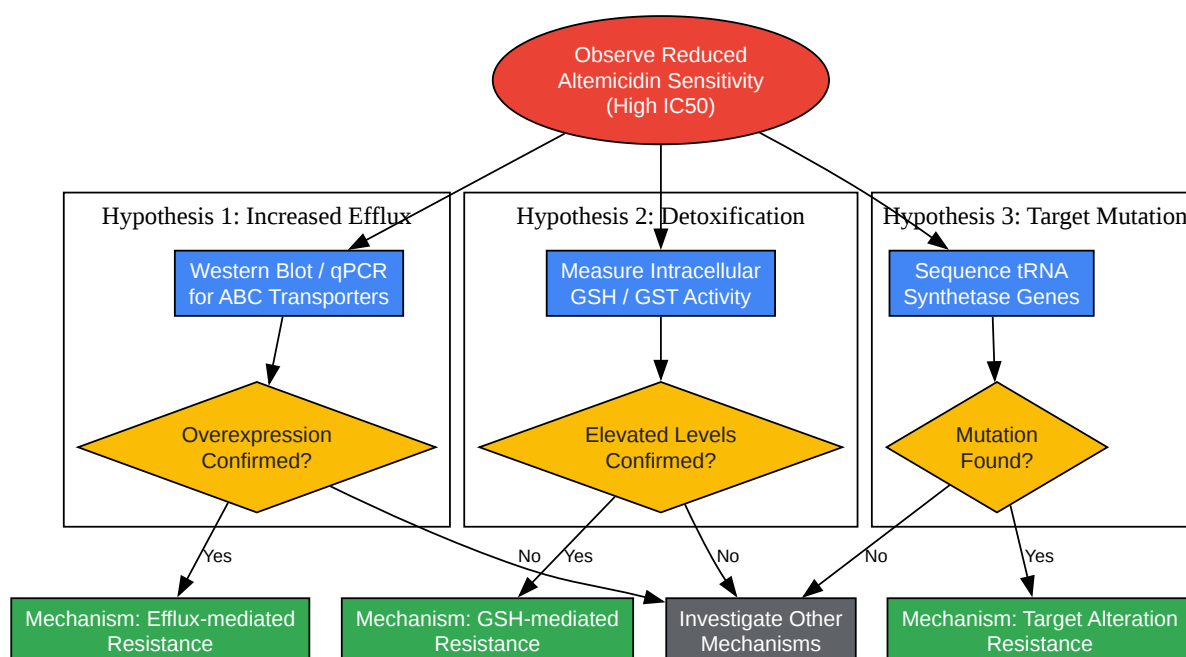 Observe Reduced
Altemicidin Sensitivity
(High IC50)
Hypothesis 1: Increased Efflux
Hypothesis 2: Detoxification
Hypothesis 3: Target Mutation
Western Blot / qPCR
for ABC Transporters
Measure Intracellular
GSH / GST Activity
Sequence tRNA
Synthetase Genes
Overexpression
Confirmed?
Elevated Levels
Confirmed?
Mutation
Found?
Yes
No
Yes
No
No
Yes
Mechanism: Efflux-mediated
Resistance
Mechanism: GSH-mediated
Resistance
Investigate Other
Mechanisms
Mechanism: Target Alteration
Resistance